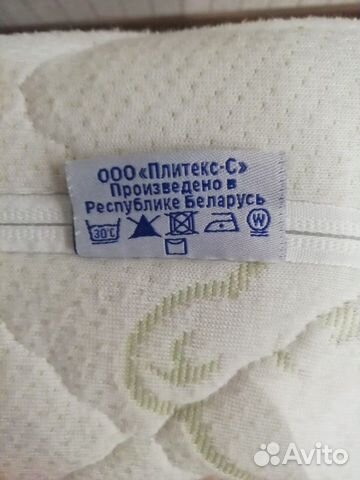 ООО «Плитекс-С»
Произведено в
Республике Беларусь
30°C W
Avito